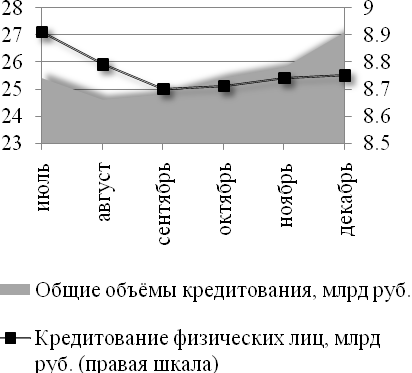 28
27
26
25
24
23
9
8.9
8.8
8.7
8.6
8.5
июль
август
сентябрь
октябрь
ноябрь
декабрь
Общие объёмы кредитования, млрд руб.
Кредитование физических лиц, млрд
руб. (правая шкала)